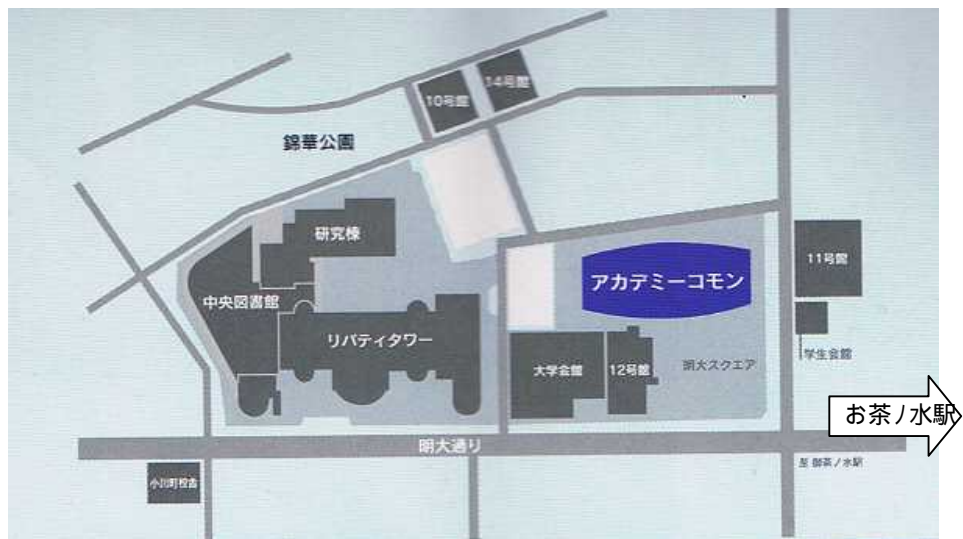 14号館
10号館
錦華公園
研究棟
11号館
アカデミーコモン
中央図書館
リバティタワー
学生会館
大学会館
12号館
明大スクエア
お茶ノ水駅
明大通り
至 御茶ノ水駅
小川町校舎